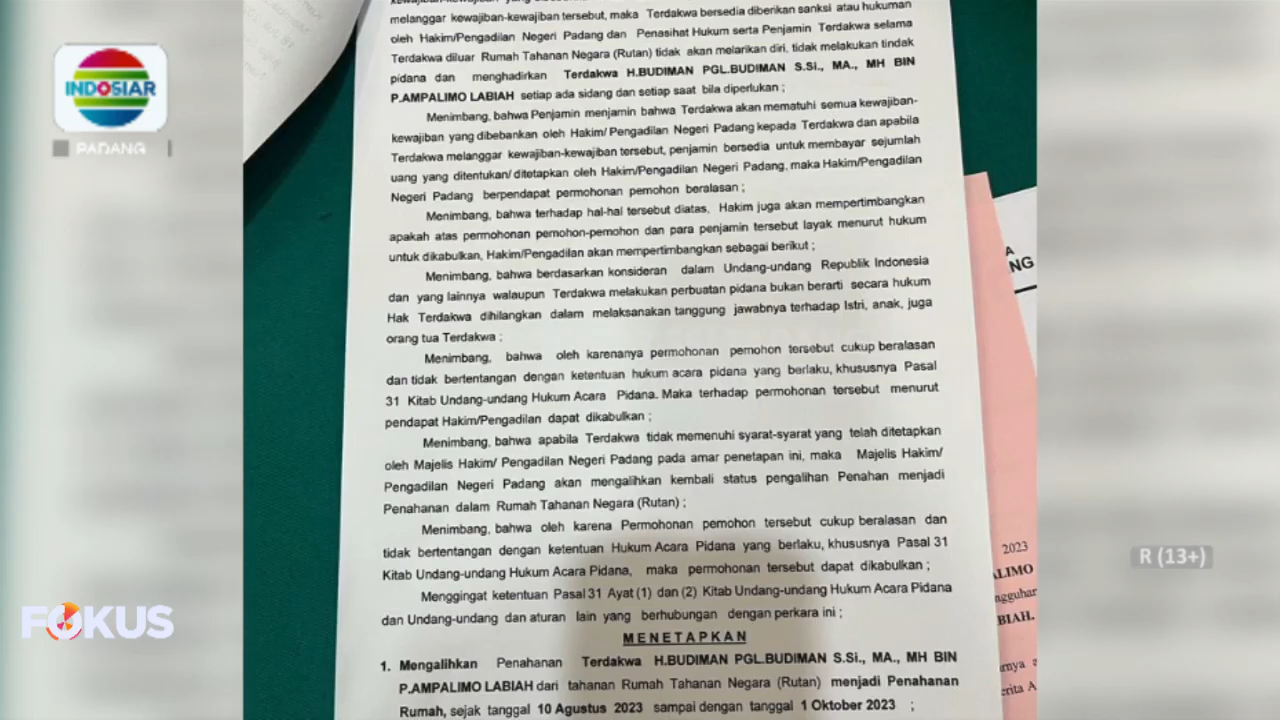 INDOSIAR
PADANG
melanggar kewajiban-kewajiban tersebut, maka Terdakwa bersedia diberikan sanksi atau hukuman
oleh Hakim/Pengadilan Negeri Padang dan Penasihat Hukum serta Penjamin Terdakwa selama
Terdakwa diluar Rumah Tahanan Negara (Rutan) tidak akan melarikan diri, tidak melakukan tindak
pidana dan menghadirkan Terdakwa H.BUDIMAN PGL.BUDIMAN S.Si., MA., MH BIN
P.AMPALIMO LABIAH setiap ada sidang dan setiap saat bila diperlukan ;
Menimbang, bahwa Penjamin menjamin bahwa Terdakwa akan mematuhi semua kewajiban-
kewajiban yang dibebankan oleh Hakim/ Pengadilan Negeri Padang kepada Terdakwa dan apabila
Terdakwa melanggar kewajiban-kewajiban tersebut, penjamin bersedia untuk membayar sejumlah
uang yang ditentukan/ ditetapkan oleh Hakim/Pengadilan Negeri Padang, maka Hakim/Pengadilan
Negeri Padang berpendapat permohonan pemohon beralasan ;
Menimbang, bahwa terhadap hal-hal tersebut diatas, Hakim juga akan mempertimbangkan
apakah atas permohonan pemohon-pemohon dan para penjamin tersebut layak menurut hukum
untuk dikabulkan, Hakim/Pengadilan akan mempertimbangkan sebagai berikut ;
Menimbang, bahwa berdasarkan konsideran dalam Undang-undang Republik Indonesia
dan yang lainnya walaupun Terdakwa melakukan perbuatan pidana bukan berarti secara hukum
Hak Terdakwa dihilangkan dalam melaksanakan tanggung jawabnya terhadap Istri, anak, juga
orang tua Terdakwa ;
Menimbang, bahwa oleh karenanya permohonan pemohon tersebut cukup beralasan
dan tidak bertentangan dengan ketentuan hukum acara pidana yang berlaku, khususnya Pasal
31 Kitab Undang-undang Hukum Acara Pidana. Maka terhadap permohonan tersebut menurut
pendapat Hakim/Pengadilan dapat dikabulkan ;
Menimbang, bahwa apabila Terdakwa tidak memenuhi syarat-syarat yang telah ditetapkan
oleh Majelis Hakim/ Pengadilan Negeri Padang pada amar penetapan ini, maka Majelis Hakim/
Pengadilan Negeri Padang akan mengalihkan kembali status pengalihan Penahan menjadi
Penahanan dalam Rumah Tahanan Negara (Rutan) ;
Menimbang, bahwa oleh karena Permohonan pemohon tersebut cukup beralasan dan
tidak bertentangan dengan ketentuan Hukum Acara Pidana yang berlaku, khususnya Pasal 31
Kitab Undang-undang Hukum Acara Pidana, maka permohonan tersebut dapat dikabulkan ;
Menggingat ketentuan Pasal 31 Ayat (1) dan (2) Kitab Undang-undang Hukum Acara Pidana
dan Undang-undang dan aturan lain yang berhubungan dengan perkara ini ;
MENETAPKAN
1. Mengalihkan Penahanan Terdakwa H.BUDIMAN PGL.BUDIMAN S.Si., MA., MH BIN
P.AMPALIMO LABIAH dari tahanan Rumah Tahanan Negara (Rutan) menjadi Penahanan
Rumah, sejak tanggal 10 Agustus 2023 sampai dengan tanggal 1 Oktober 2023 ;
A
NG
2023
ALIMO
ngguhan
BIAH.
rnya a
erita A
R (13+)
FOKUS